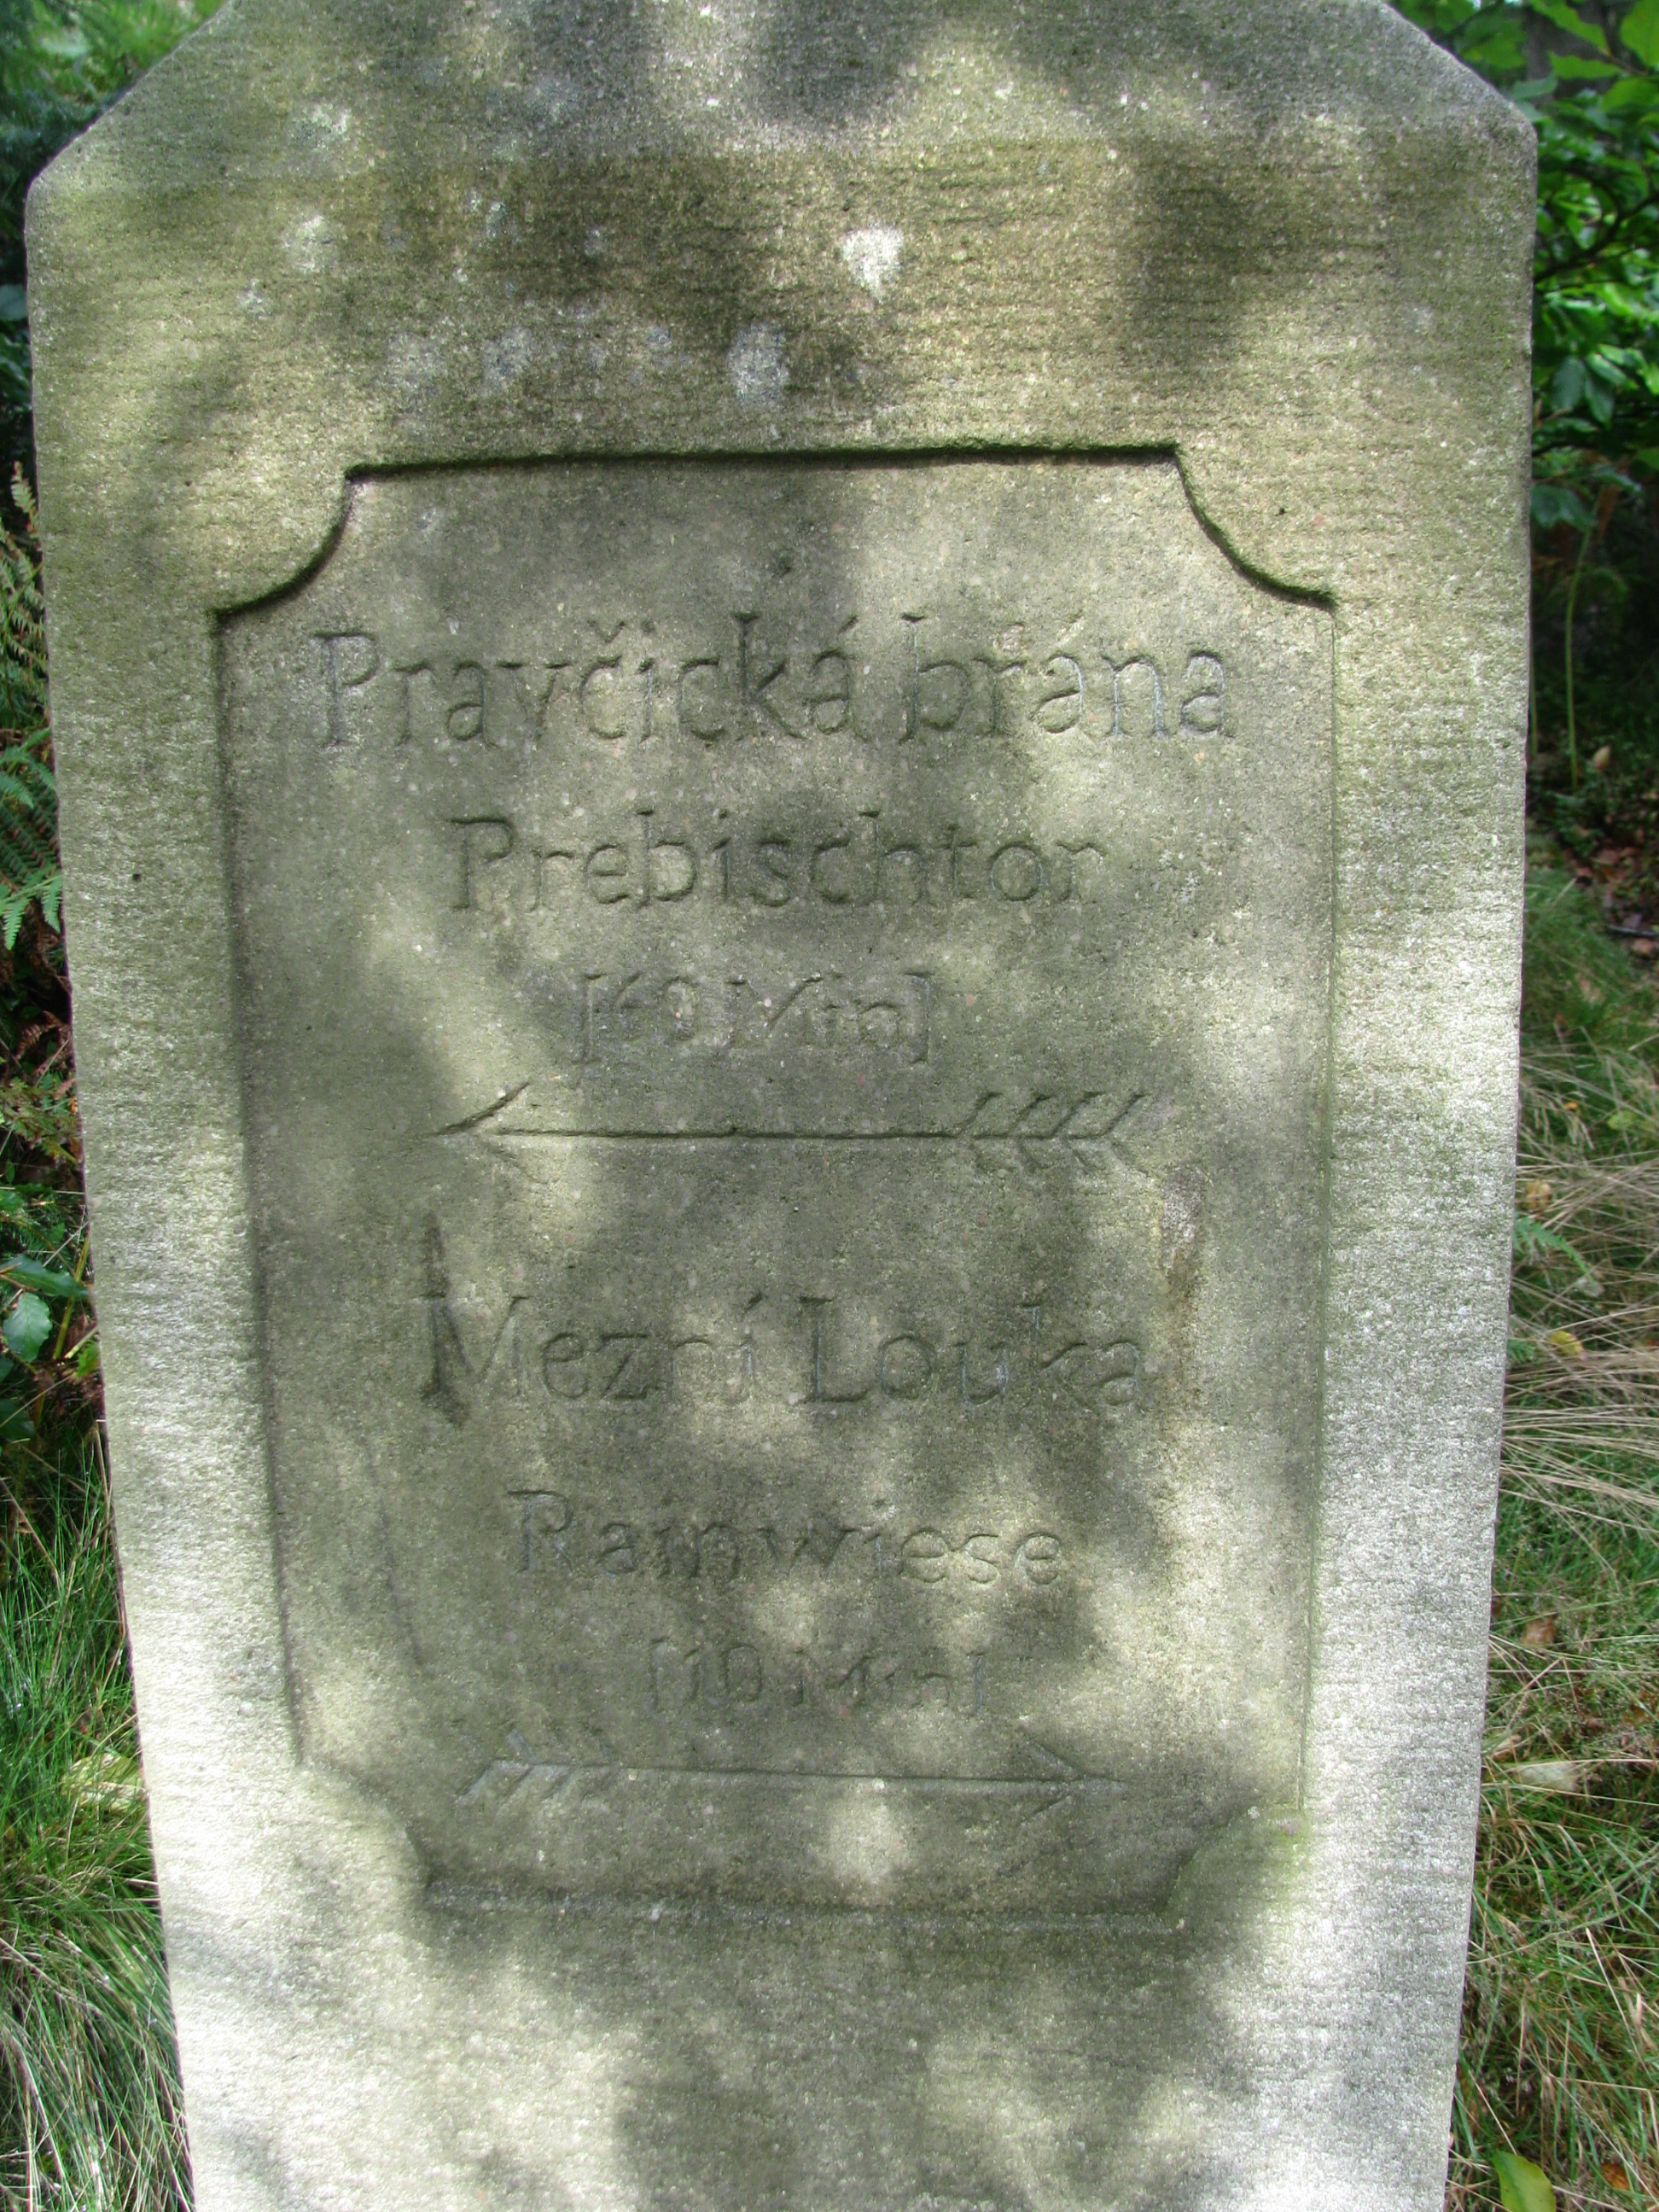 Pravčická brána
Prebischtor
[60 Min]
Mezní Louka
Rainwiese
[10 Min]